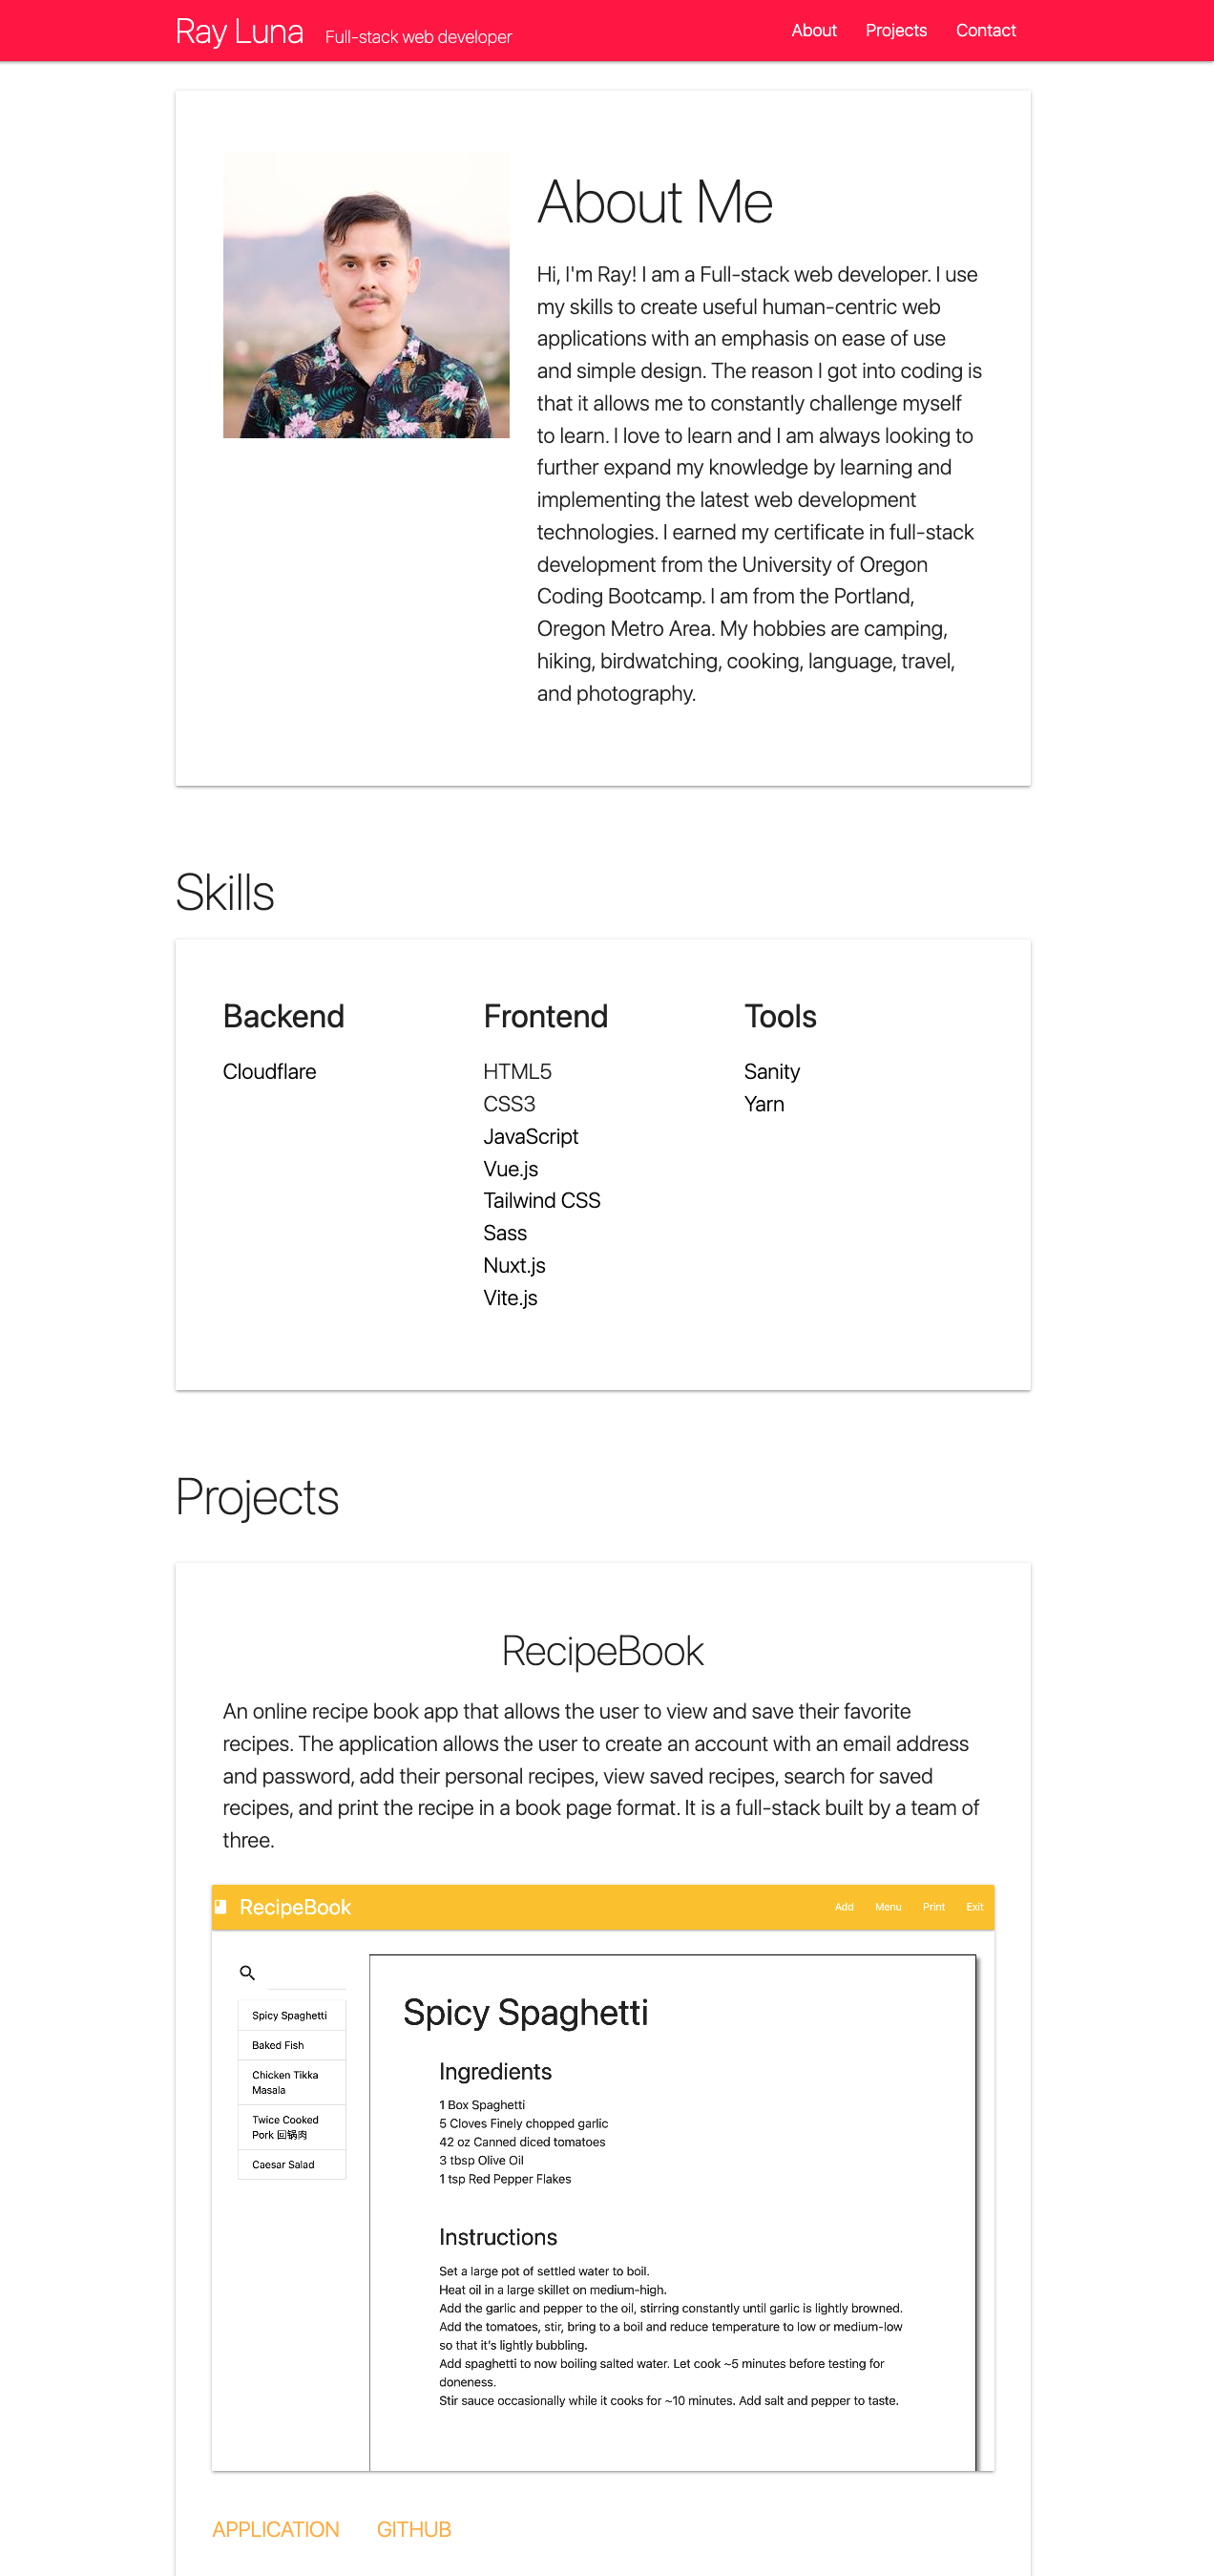 Ray Luna Full-stack web developer About Projects Contact
About Me
Hi, I'm Ray! I am a Full-stack web developer. I use
my skills to create useful human-centric web
applications with an emphasis on ease of use
and simple design. The reason I got into coding is
that it allows me to constantly challenge myself
to learn. I love to learn and I am always looking to
further expand my knowledge by learning and
implementing the latest web development
technologies. I earned my certificate in full-stack
development from the University of Oregon
Coding Bootcamp. I am from the Portland,
Oregon Metro Area. My hobbies are camping,
hiking, birdwatching, cooking, language, travel,
and photography.
Skills
Backend
Cloudflare
Frontend
HTML5
CSS3
JavaScript
Vue.js
Tailwind CSS
Sass
Nuxt.js
Vite.js
Tools
Sanity
Yarn
Projects
RecipeBook
An online recipe book app that allows the user to view and save their favorite
recipes. The application allows the user to create an account with an email address
and password, add their personal recipes, view saved recipes, search for saved
recipes, and print the recipe in a book page format. It is a full-stack built by a team of
three.
RecipeBook Add Menu Print Exit
Spicy Spaghetti
Baked Fish
Chicken Tikka
Masala
Twice Cooked
Pork 回锅肉
Caesar Salad
Spicy Spaghetti
Ingredients
1 Box Spaghetti
5 Cloves Finely chopped garlic
42 oz Canned diced tomatoes
3 tbsp Olive Oil
1 tsp Red Pepper Flakes
Instructions
Set a large pot of settled water to boil.
Heat oil in a large skillet on medium-high.
Add the garlic and pepper to the oil, stirring constantly until garlic is lightly browned.
Add the tomatoes, stir, bring to a boil and reduce temperature to low or medium-low
so that it's lightly bubbling.
Add spaghetti to now boiling salted water. Let cook ~5 minutes before testing for
doneness.
Stir sauce occasionally while it cooks for ~10 minutes. Add salt and pepper to taste.
APPLICATION GITHUB